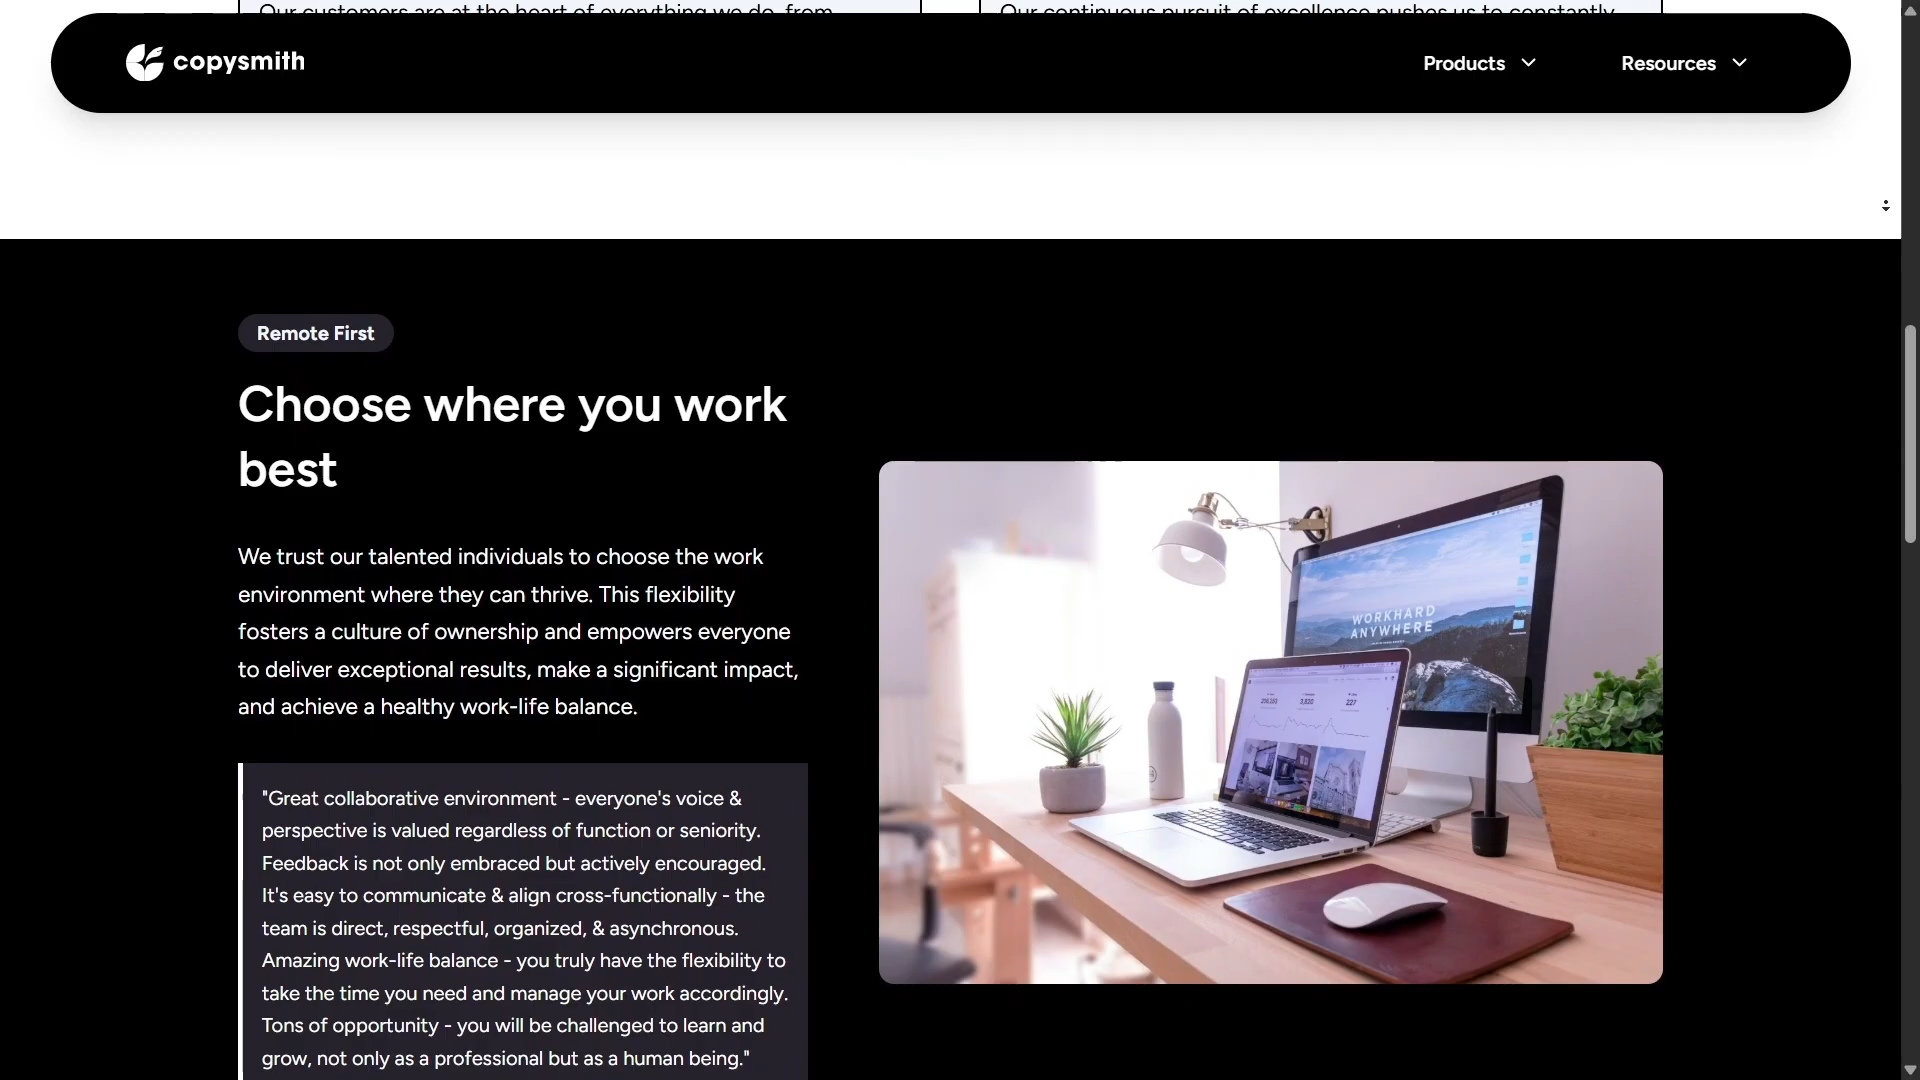 Our customers are at the heart of everything we do, from
Our continuous pursuit of excellence pushes us to constantly
copysmith
Products
Resources
Remote First
Choose where you work
best
We trust our talented individuals to choose the work
environment where they can thrive. This flexibility
fosters a culture of ownership and empowers everyone
to deliver exceptional results, make a significant impact,
and achieve a healthy work-life balance.
"Great collaborative environment - everyone's voice &
perspective is valued regardless of function or seniority.
Feedback is not only embraced but actively encouraged.
It's easy to communicate & align cross-functionally - the
team is direct, respectful, organized, & asynchronous.
Amazing work-life balance - you truly have the flexibility to
take the time you need and manage your work accordingly.
Tons of opportunity - you will be challenged to learn and
grow, not only as a professional but as a human being."
WORKHARD
ANYWHERE
227